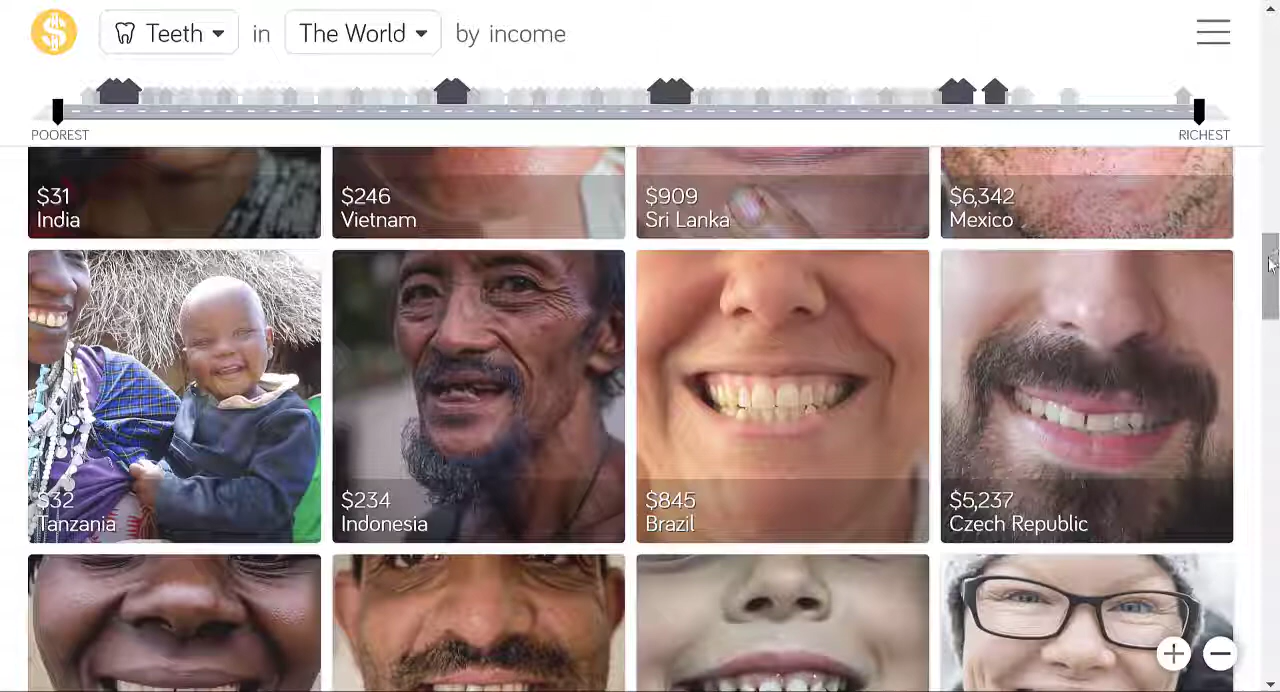 Teeth in The World by income
POOREST
RICHEST
$31
India
$246
Vietnam
$909
Sri Lanka
$6,342
Mexico
$32
Tanzania
$234
Indonesia
$845
Brazil
$5,237
Czech Republic